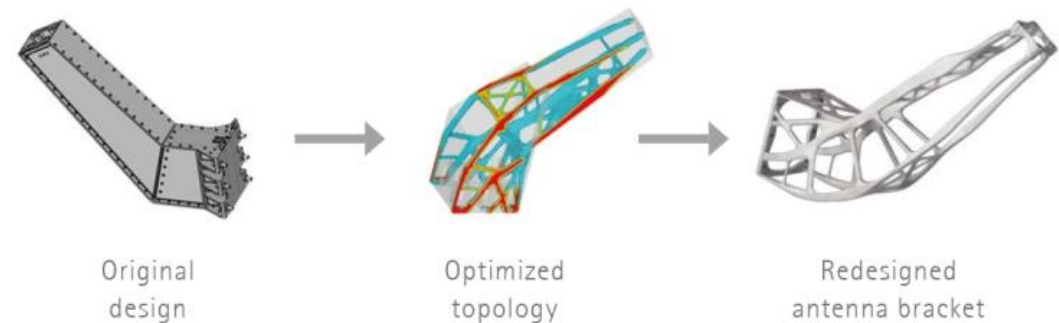 Original
design
Optimized
topology
Redesigned
antenna bracket